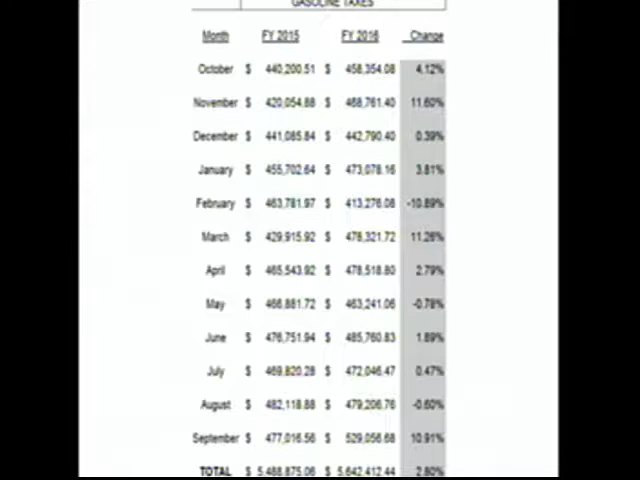 GASOLINE TAXES
Month FY 2015 FY 2016 Change
October $ 440,200.51 $ 458,354.08 4.12%
November $ 420,054.88 $ 468,761.40 11.60%
December $ 441,085.84 $ 442,790.40 0.39%
January $ 455,702.64 $ 473,078.16 3.81%
February $ 463,781.97 $ 413,276.08 -10.89%
March $ 429,915.92 $ 478,321.72 11.26%
April $ 465,543.92 $ 478,518.80 2.79%
May $ 466,881.72 $ 463,241.06 -0.78%
June $ 476,751.94 $ 485,760.83 1.89%
July $ 469,820.28 $ 472,046.47 0.47%
August $ 482,118.88 $ 479,206.76 -0.60%
September $ 477,016.56 $ 529,056.68 10.91%
TOTAL $ 5,488,875.06 $ 5,642,412.44 2.80%